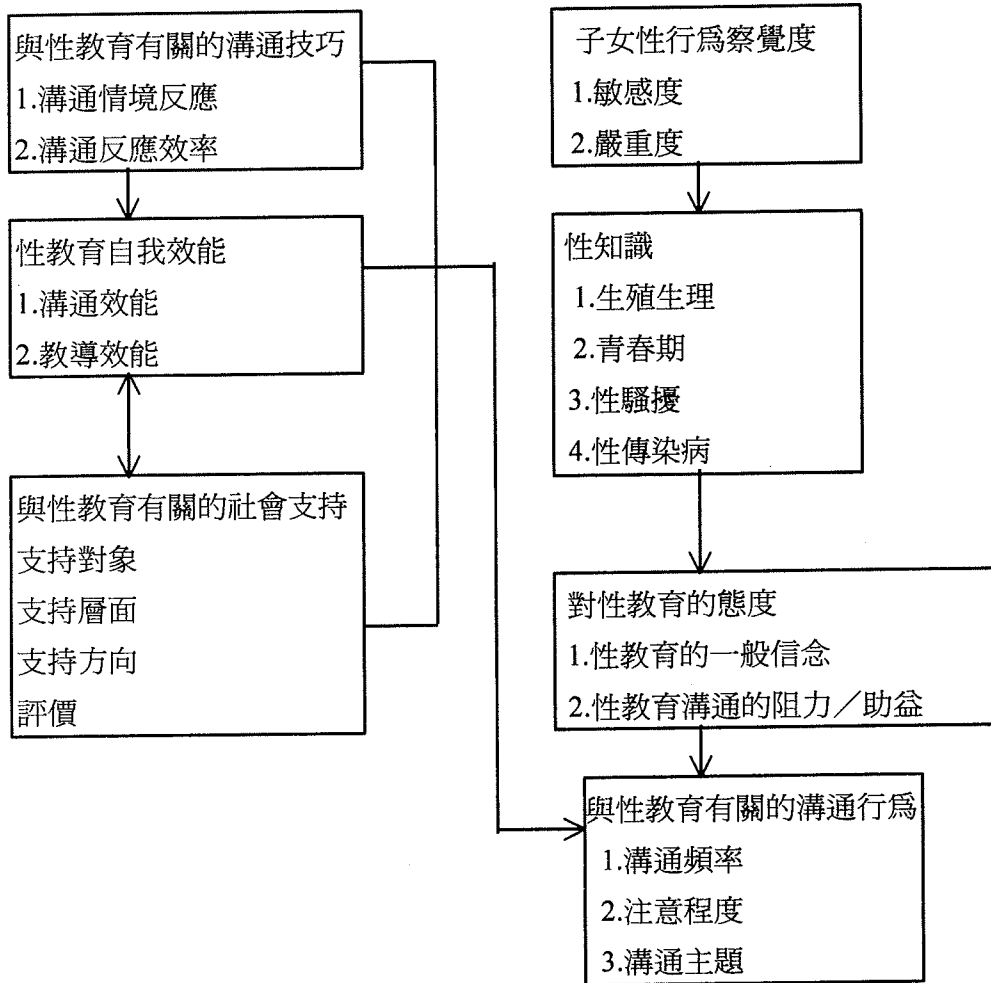 與性教育有關的溝通技巧
1.溝通情境反應
2.溝通反應效率
性教育自我效能
1.溝通效能
2.教導效能
與性教育有關的社會支持
支持對象
支持層面
支持方向
評價
子女性行爲察覺度
1.敏感度
2.嚴重度
性知識
1.生殖生理
2.青春期
3.性騷擾
4.性傳染病
對性教育的態度
1.性教育的一般信念
2.性教育溝通的阻力／助益
與性教育有關的溝通行爲
1.溝通頻率
2.注意程度
3.溝通主題